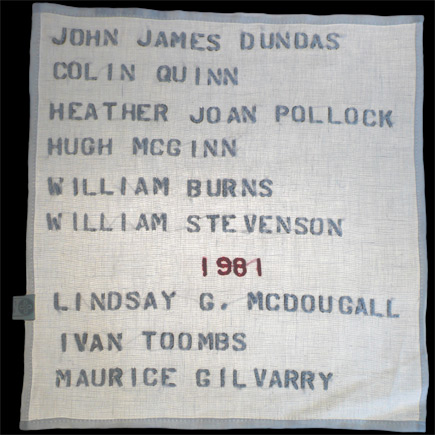 JOHN JAMES DUNDAS
COLIN QUINN
HEATHER JOAN POLLOCK
HUGH MCGINN
WILLIAM BURNS
WILLIAM STEVENSON
1981
LINDSAY G. MCDOUGALL
IVAN TOOMBS
MAURICE GILVARRY